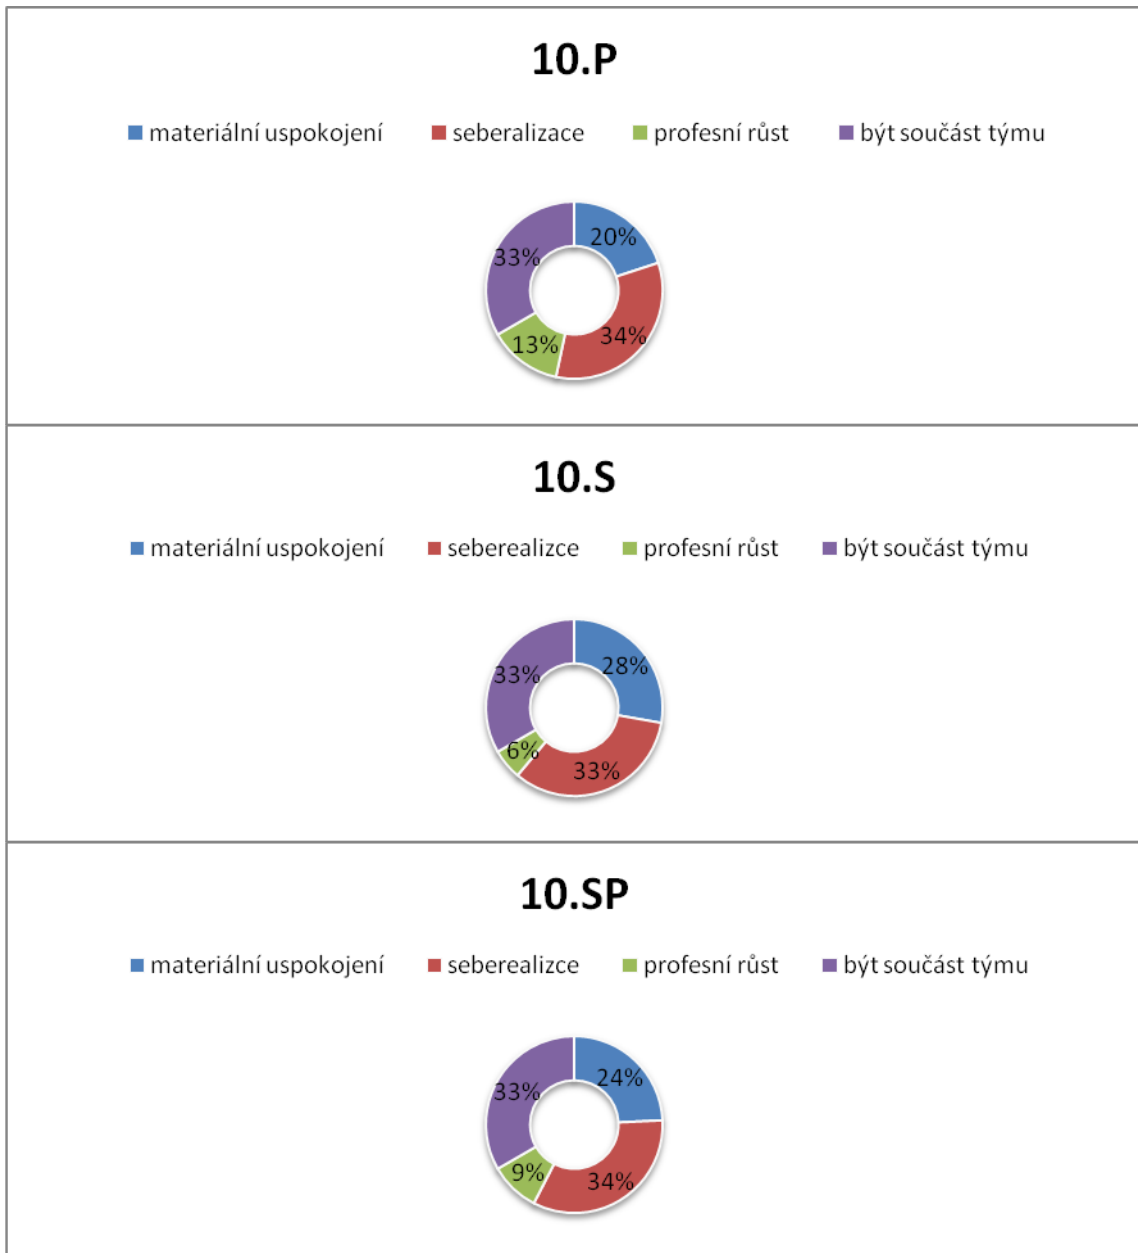 10.P
materiální uspokojení seberalizace profesní růst být součást týmu
20%
33%
34%
13%
10.S
materiální uspokojení seberealizce profesní růst být součást týmu
28%
33%
6%
33%
10.SP
materiální uspokojení seberealizce profesní růst být součást týmu
24%
33%
9%
34%